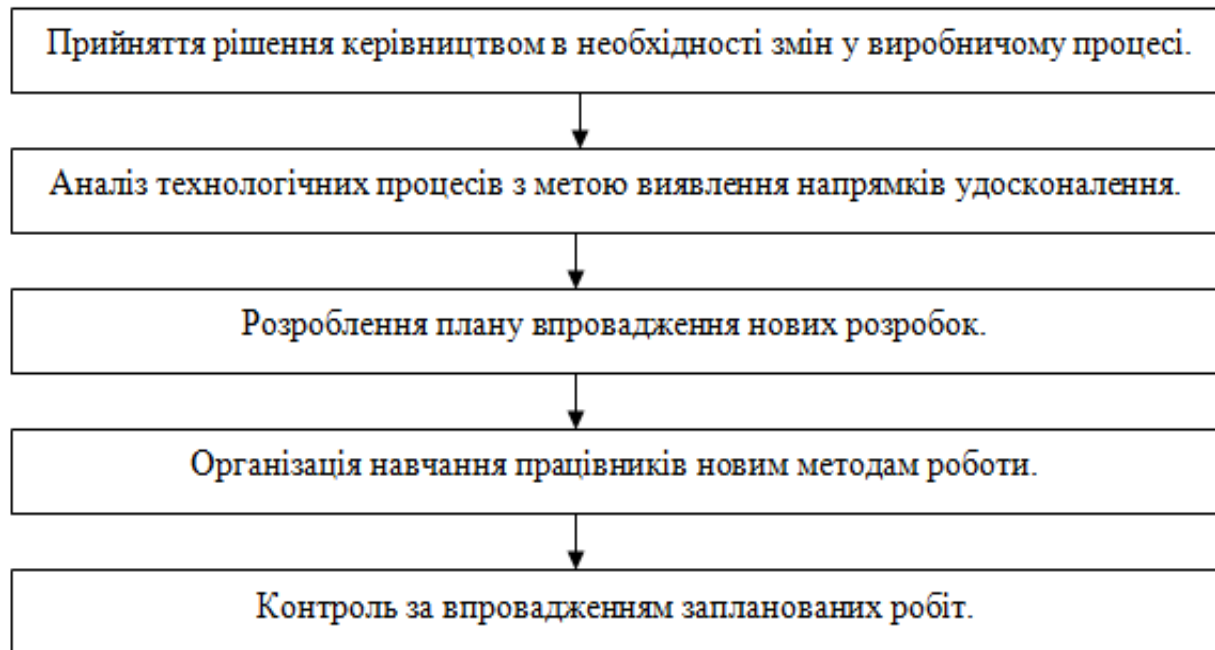 Прийняття рішення керівництвом в необхідності змін у виробничому процесі.
Аналіз технологічних процесів з метою виявлення напрямків удосконалення.
Розроблення плану впровадження нових розробок.
Організація навчання працівників новим методам роботи.
Контроль за впровадженням запланованих робіт.